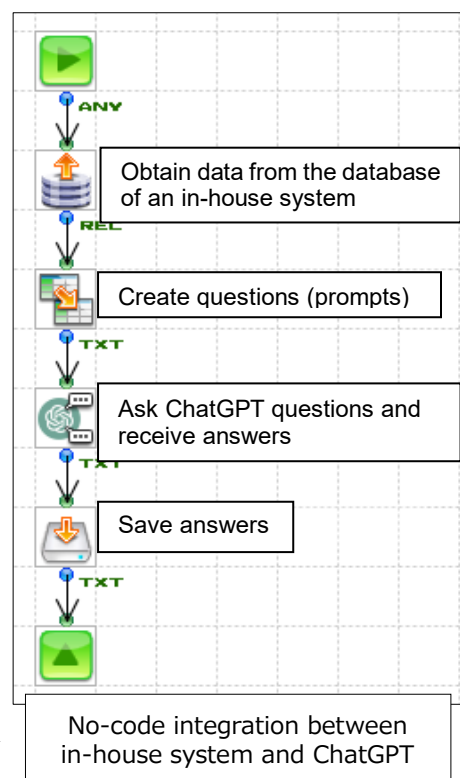 ANY
Obtain data from the database
of an in-house system
REL
Create questions (prompts)
TXT
Ask ChatGPT questions and
receive answers
TXT
Save answers
TXT
No-code integration between
in-house system and ChatGPT